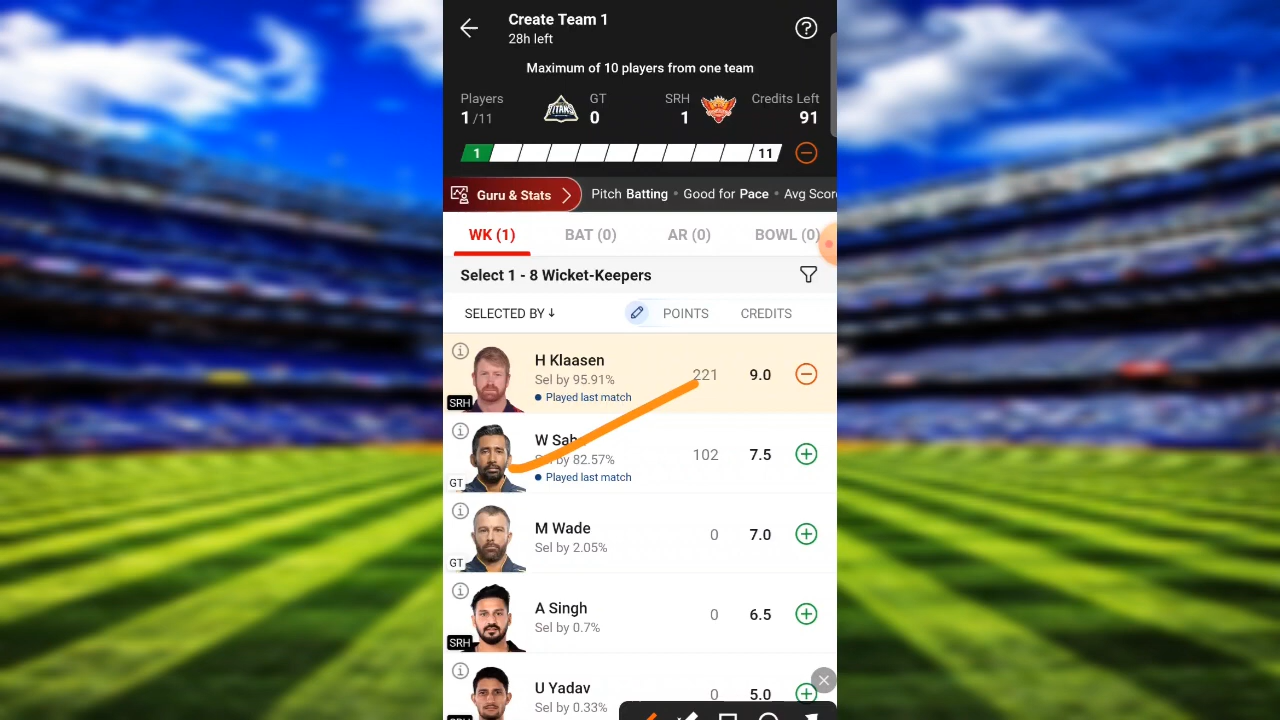 Create Team 1
28h left
Maximum of 10 players from one team
Players GT SRH Credits Left
1/11 TITANS 0 1 91
1 11
Guru & Stats Pitch Batting • Good for Pace • Avg Scor
WK (1) BAT (0) AR (0) BOWL (0)
Select 1 - 8 Wicket-Keepers
SELECTED BY ↓ POINTS CREDITS
H Klaasen
Sel by 95.91% 221 9.0
SRH • Played last match
W Sah
Sel by 82.57% 102 7.5
GT • Played last match
M Wade
Sel by 2.05% 0 7.0
GT
A Singh
Sel by 0.7% 0 6.5
SRH
U Yadav
Sel by 0.33% 0 5.0